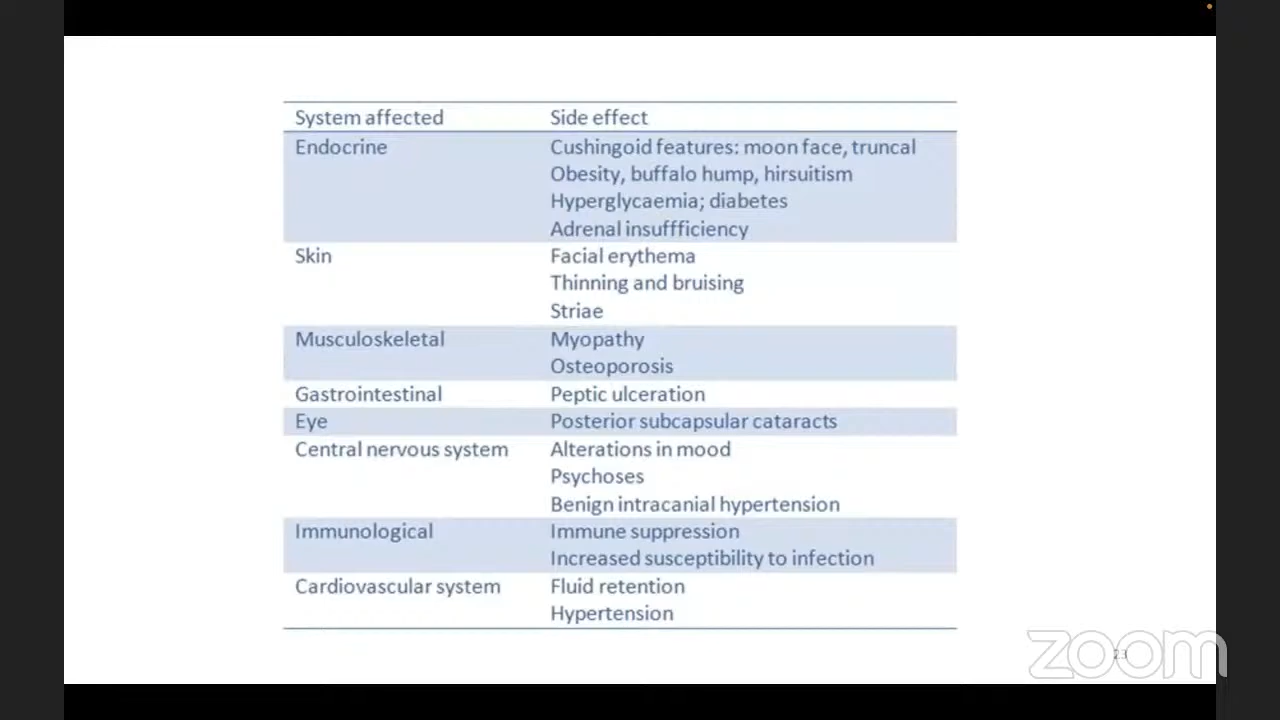 System affected Side effect
Endocrine Cushingoid features: moon face, truncal
Obesity, buffalo hump, hirsuitism
Hyperglycaemia; diabetes
Adrenal insuffficiency
Skin Facial erythema
Thinning and bruising
Striae
Musculoskeletal Myopathy
Osteoporosis
Gastrointestinal Peptic ulceration
Eye Posterior subcapsular cataracts
Central nervous system Alterations in mood
Psychoses
Benign intracanial hypertension
Immunological Immune suppression
Increased susceptibility to infection
Cardiovascular system Fluid retention
Hypertension
zoom
23